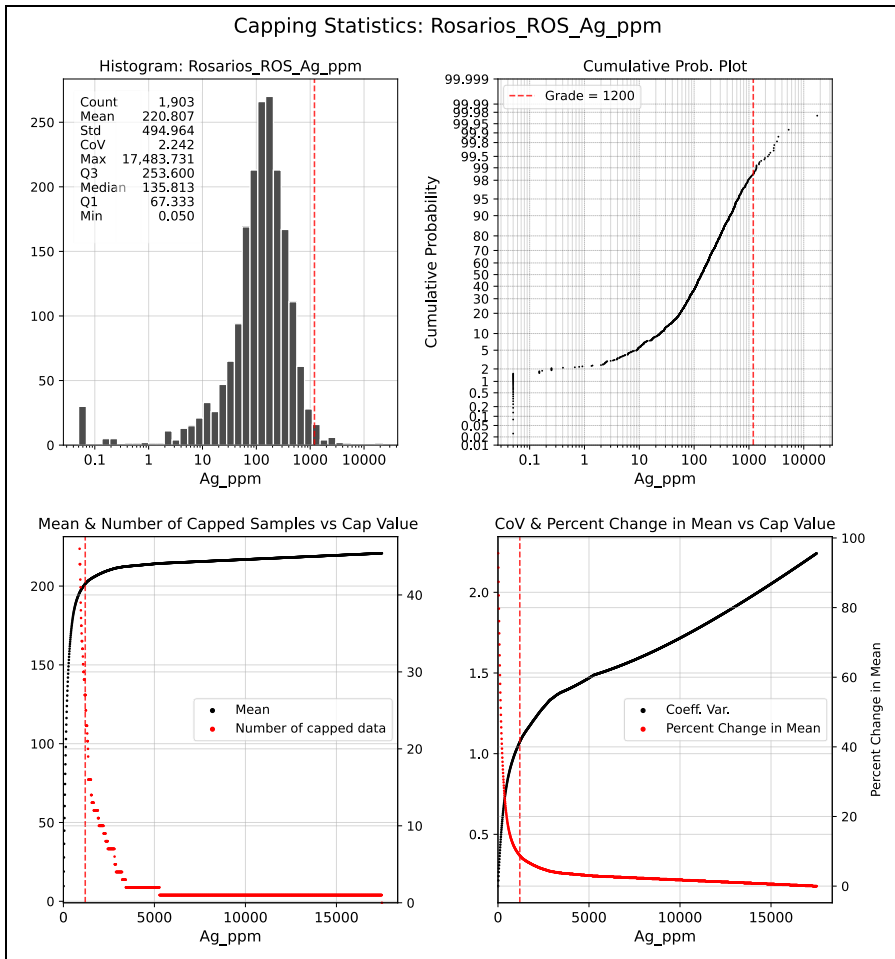 Capping Statistics: Rosarios_ROS_Ag_ppm
Histogram: Rosarios_ROS_Ag_ppm
Count 1,903
Mean 220.807
Std 494.964
CoV 2.242
Max 17,483.731
Q3 253.600
Median 135.813
Q1 67.333
Min 0.050
250
200
150
100
50
0
0.1 1 10 100 1000 10000
Ag_ppm
Cumulative Prob. Plot
Grade = 1200
Cumulative Probability
99.999
99.99
99.98
99.95
99.9
99.8
99.5
99
98
95
90
80
70
60
50
40
30
20
10
5
2
1
0.5
0.2
0.1
0.05
0.02
0.01
0.1 1 10 100 1000 10000
Ag_ppm
Mean & Number of Capped Samples vs Cap Value
200
150
100
50
0
40
30
20
10
0
Mean
Number of capped data
0 5000 10000 15000
Ag_ppm
CoV & Percent Change in Mean vs Cap Value
2.0
1.5
1.0
0.5
100
80
60
40
20
0
Coeff. Var.
Percent Change in Mean
Percent Change in Mean
0 5000 10000 15000
Ag_ppm